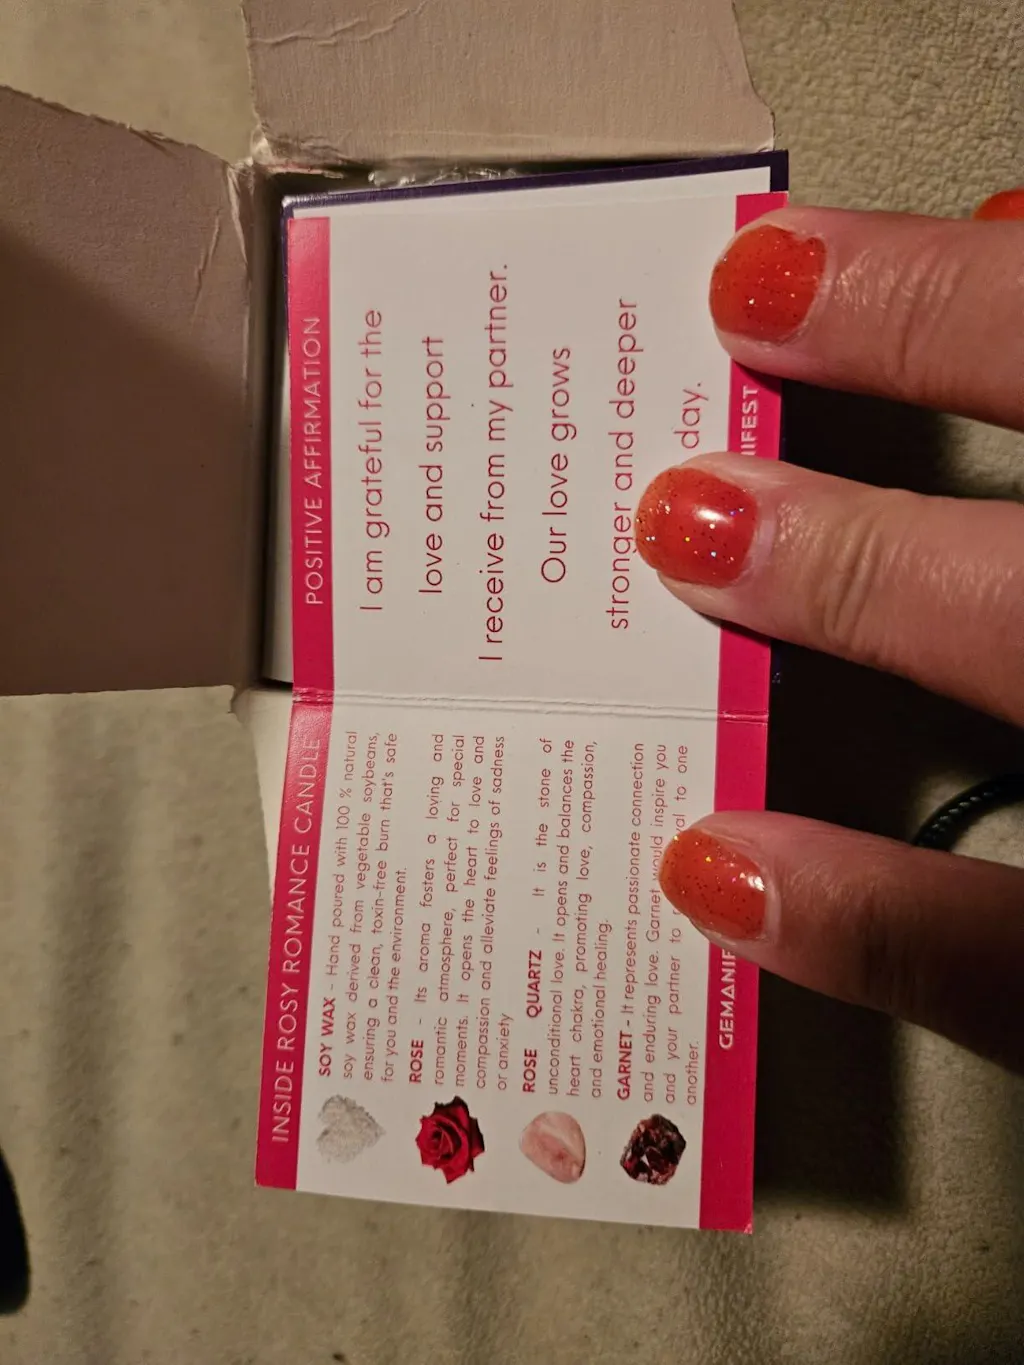 INSIDE ROSY ROMANCE CANDLE
SOY WAX - Hand poured with 100 % natural
soy wax derived from vegetable soybeans,
ensuring a clean, toxin-free burn that's safe
for you and the environment.
ROSE - Its aroma fosters a loving and
romantic atmosphere, perfect for special
moments. It opens the heart to love and
compassion and alleviate feelings of sadness
or anxiety
ROSE QUARTZ - It is the stone of
unconditional love. It opens and balances the
heart chakra, promoting love, compassion,
and emotional healing.
GARNET - It represents passionate connection
and enduring love. Garnet would inspire you
and your partner to to one
another.
POSITIVE AFFIRMATION
I am grateful for the
love and support
I receive from my partner.
Our love grows
stronger and deeper
day.